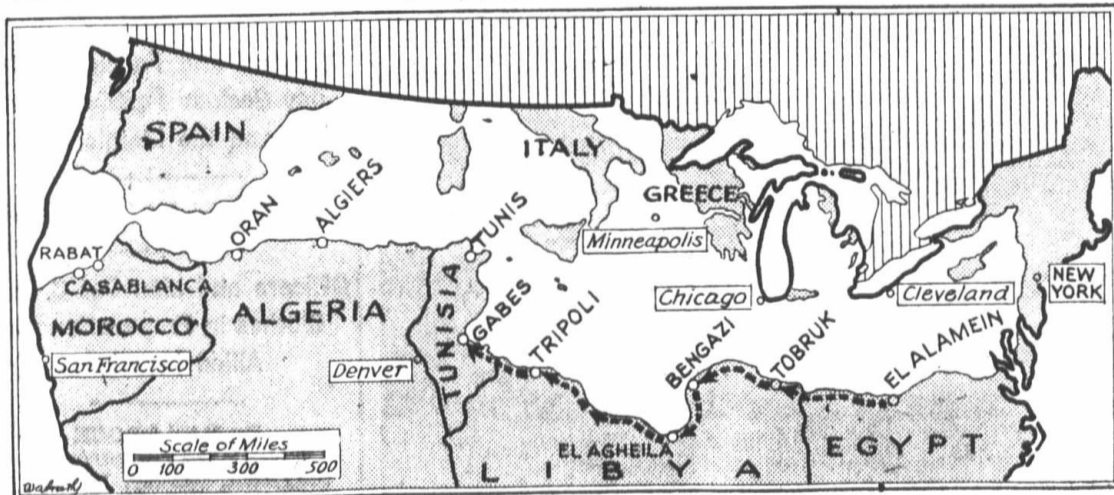 SPAIN
ITALY
GREECE
ORAN
ALGIERS
TUNIS
Minneapolis
RABAT
CASABLANCA
MOROCCO
ALGERIA
TUNISIA
GABES
TRIPOLI
BENGAZI
TOBRUK
EL ALAMEIN
Chicago
Cleveland
NEW
YORK
San Francisco
Denver
Scale of Miles
0 100 300 500
EL AGHEILA
LIBYA
EGYPT